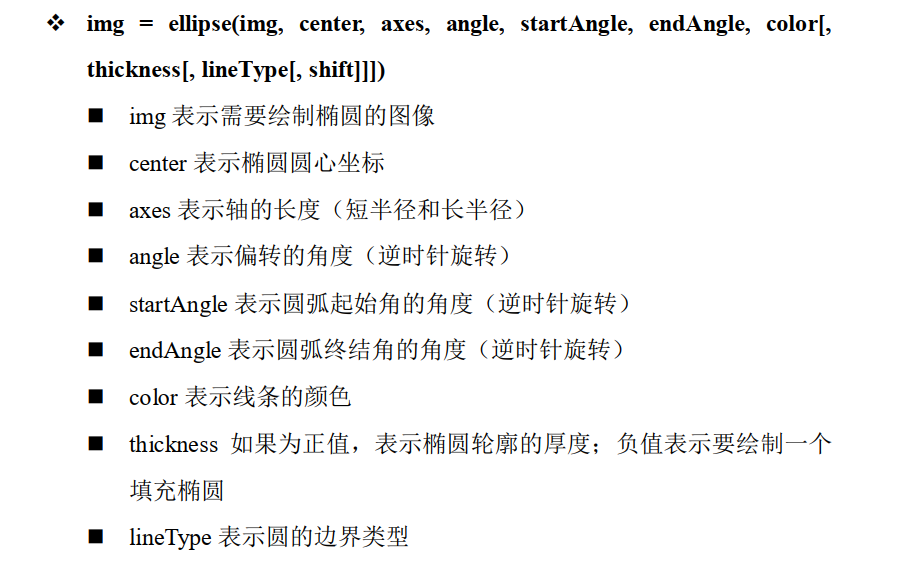 ❖ img = ellipse(img, center, axes, angle, startAngle, endAngle, color[,
thickness[, lineType[, shift]]])
■ img 表示需要绘制椭圆的图像
■ center 表示椭圆圆心坐标
■ axes 表示轴的长度（短半径和长半径）
■ angle 表示偏转的角度（逆时针旋转）
■ startAngle 表示圆弧起始角的角度（逆时针旋转）
■ endAngle 表示圆弧终结角的角度（逆时针旋转）
■ color 表示线条的颜色
■ thickness 如果为正值，表示椭圆轮廓的厚度；负值表示要绘制一个
填充椭圆
■ lineType 表示圆的边界类型